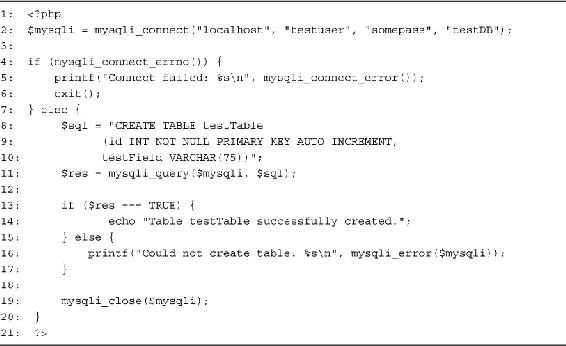 1: <?php
2: $mysqli = mysqli_connect("localhost", "testuser", "somepass", "testDB");
3:
4: if (mysqli_connect_errno()) {
5: printf("Connect failed: %s\n", mysqli_connect_error());
6: exit();
7: } else {
8: $sql = "CREATE TABLE testTable
9: (id INT NOT NULL PRIMARY KEY AUTO_INCREMENT,
10: testField VARCHAR(75))";
11: $res = mysqli_query($mysqli, $sql);
12:
13: if ($res === TRUE) {
14: echo "Table testTable successfully created.";
15: } else {
16: printf("Could not create table: %s\n", mysqli_error($mysqli));
17: }
18:
19: mysqli_close($mysqli);
20: }
21: ?>